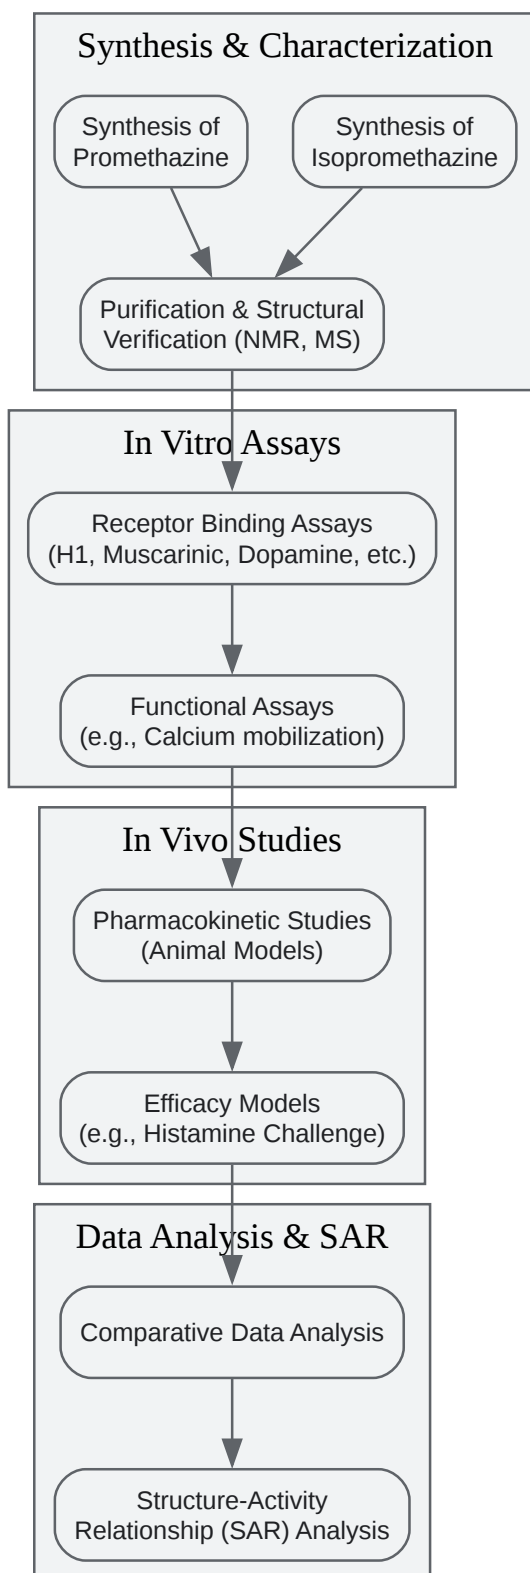 Synthesis & Characterization
Synthesis of
Promethazine
Synthesis of
Isopromethazine
Purification & Structural
Verification (NMR, MS)
In Vitro Assays
Receptor Binding Assays
(H1, Muscarinic, Dopamine, etc.)
Functional Assays
(e.g., Calcium mobilization)
In Vivo Studies
Pharmacokinetic Studies
(Animal Models)
Efficacy Models
(e.g., Histamine Challenge)
Data Analysis & SAR
Comparative Data Analysis
Structure-Activity
Relationship (SAR) Analysis